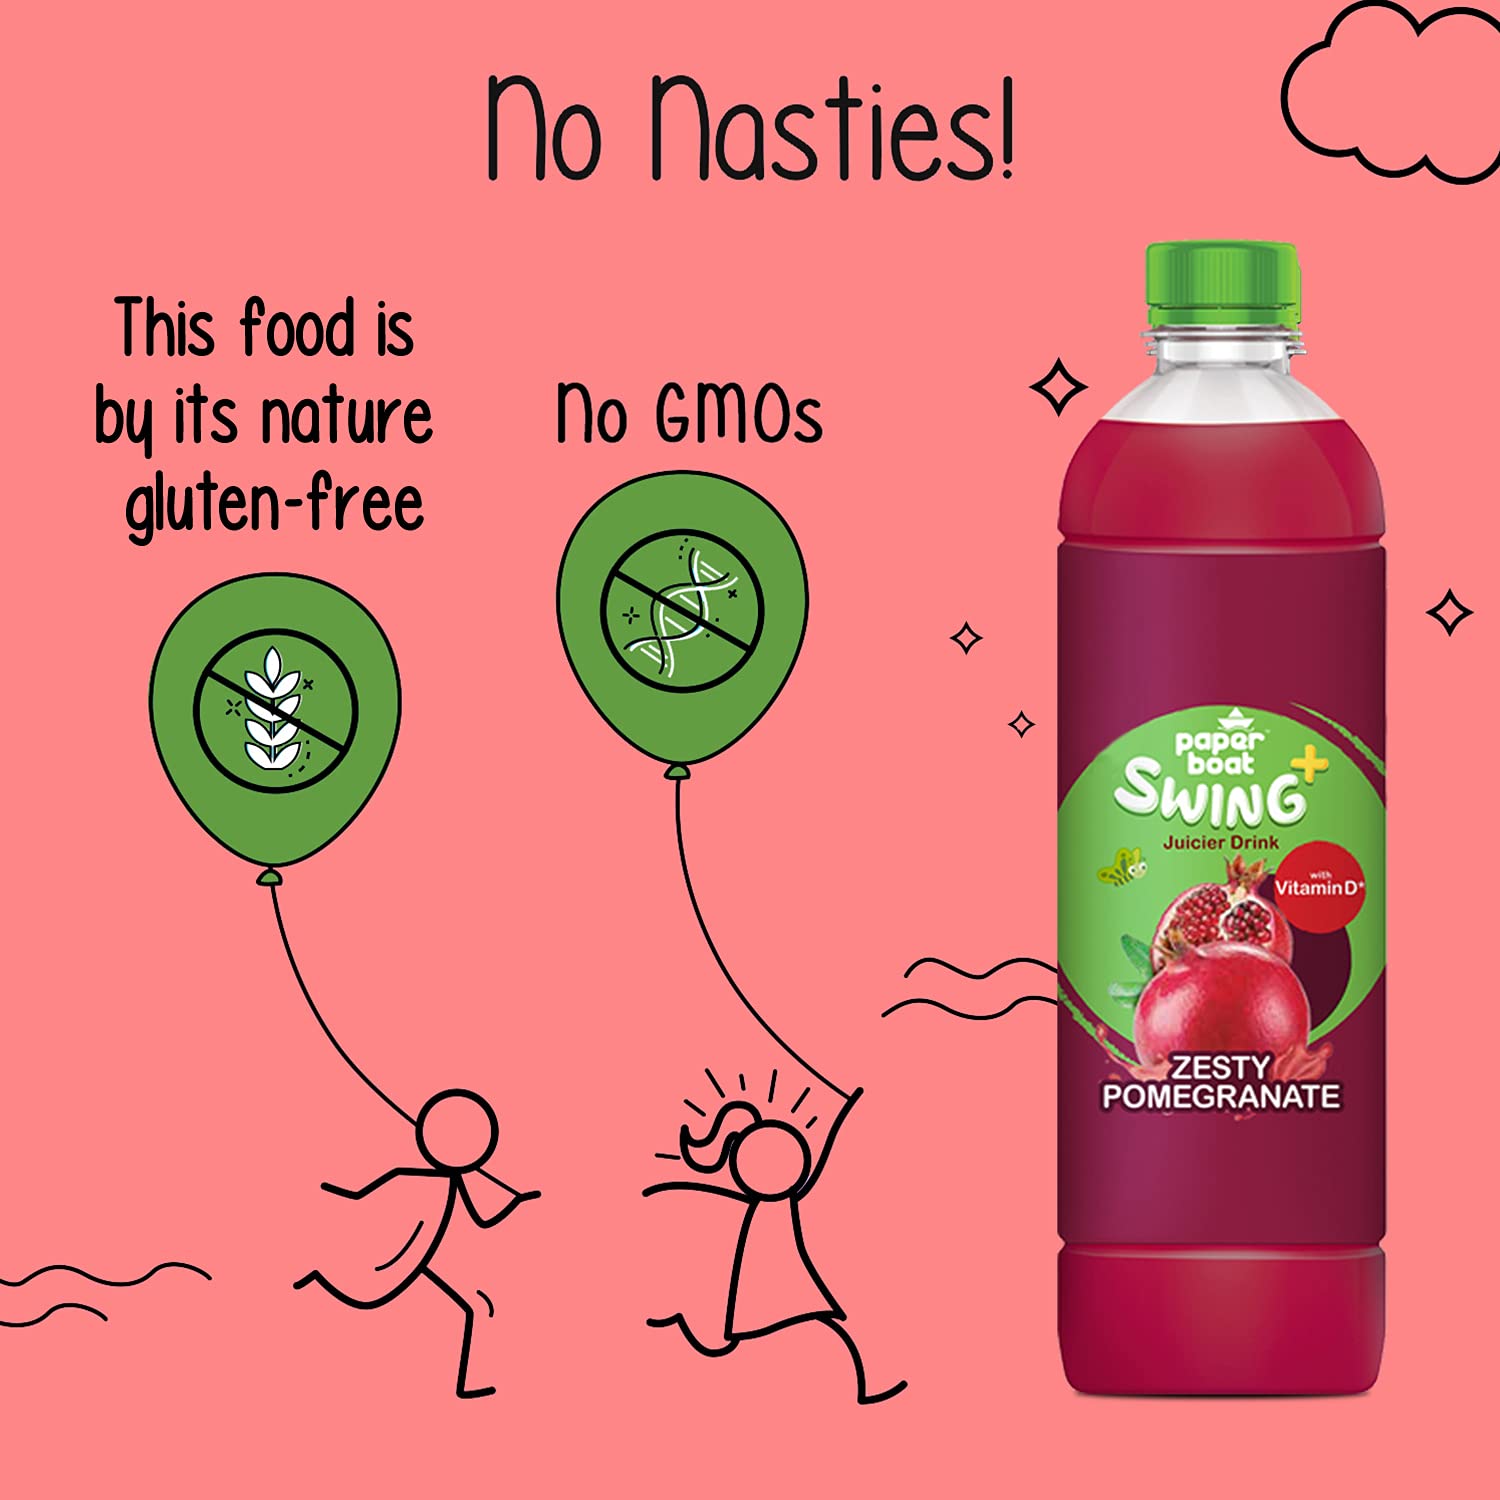 No Nasties!
This food is
by its nature
gluten-free
No GMOs
paper
boat
SWING+
Juicier Drink
with
Vitamin D*
ZESTY
POMEGRANATE